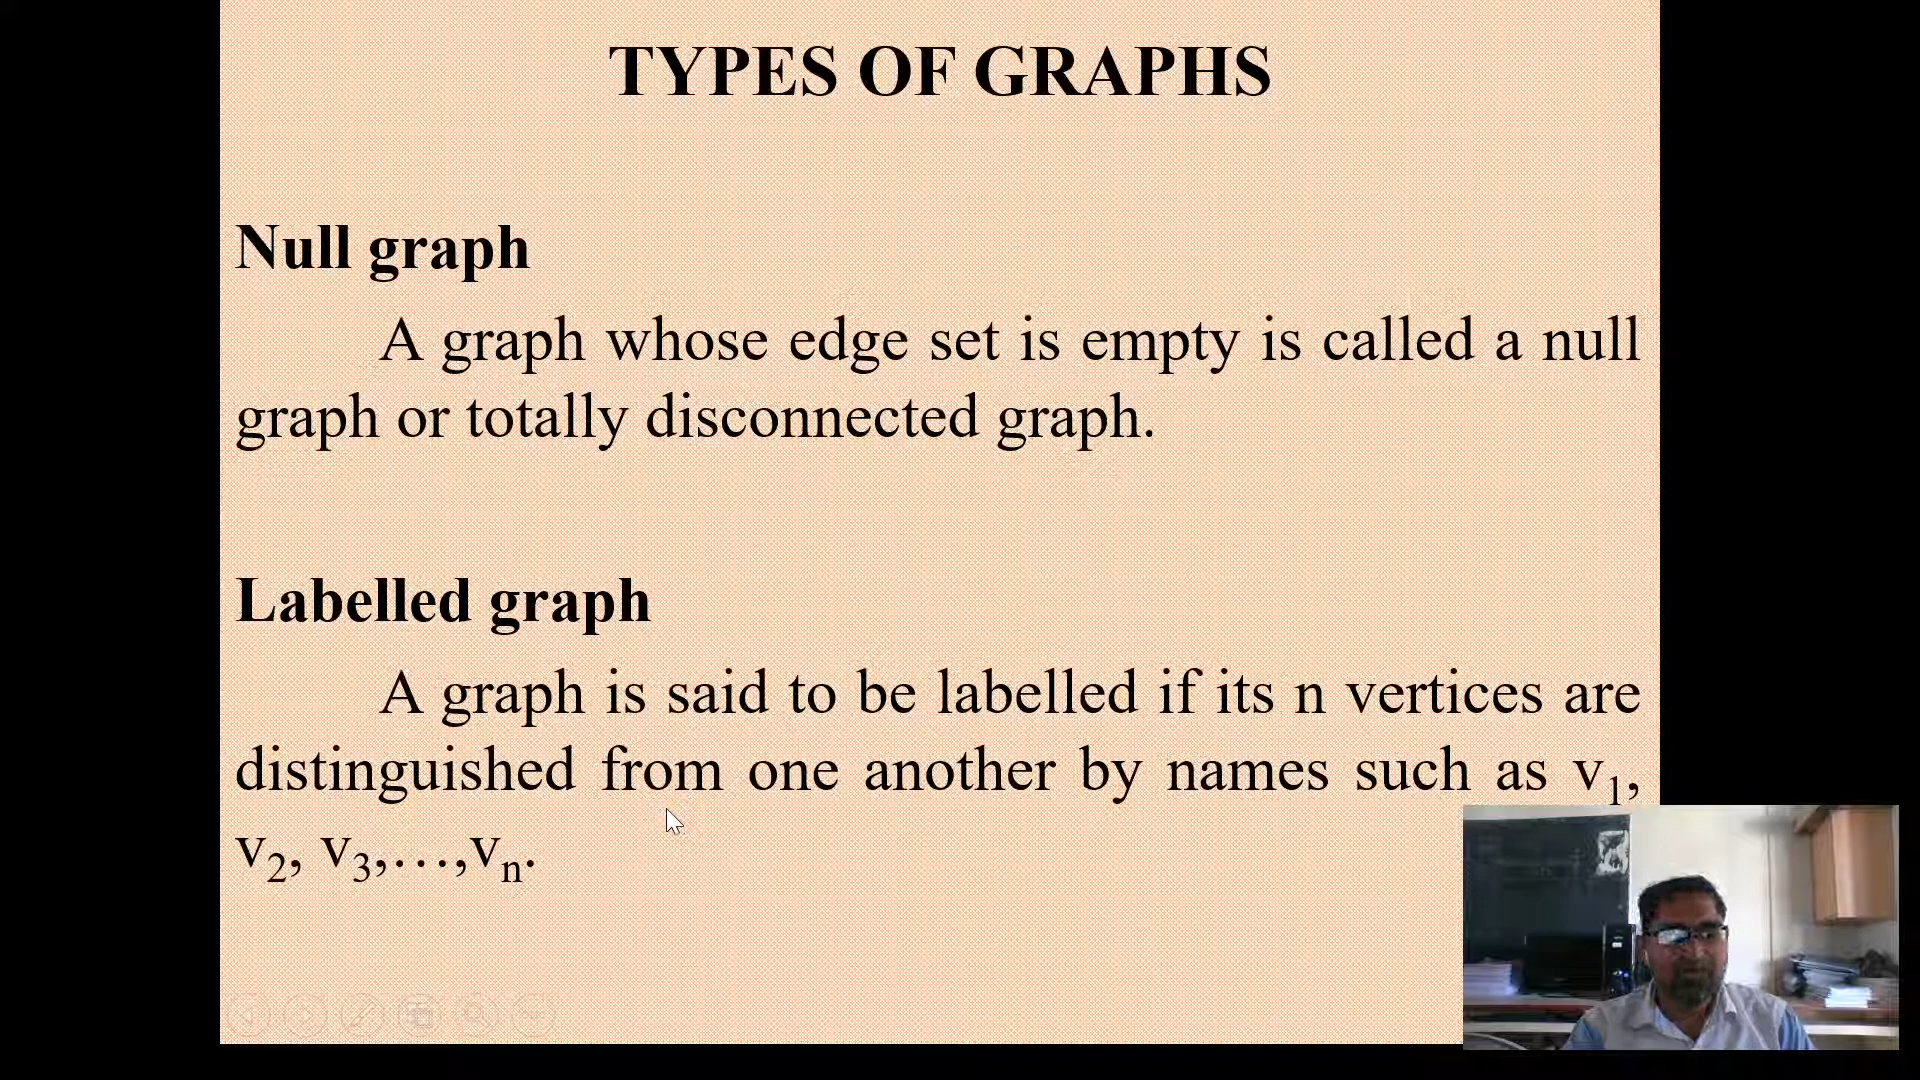 TYPES OF GRAPHS
Null graph
A graph whose edge set is empty is called a null
graph or totally disconnected graph.
Labelled graph
A graph is said to be labelled if its n vertices are
distinguished from one another by names such as v₁,
v₂, v₃,…,vₙ.